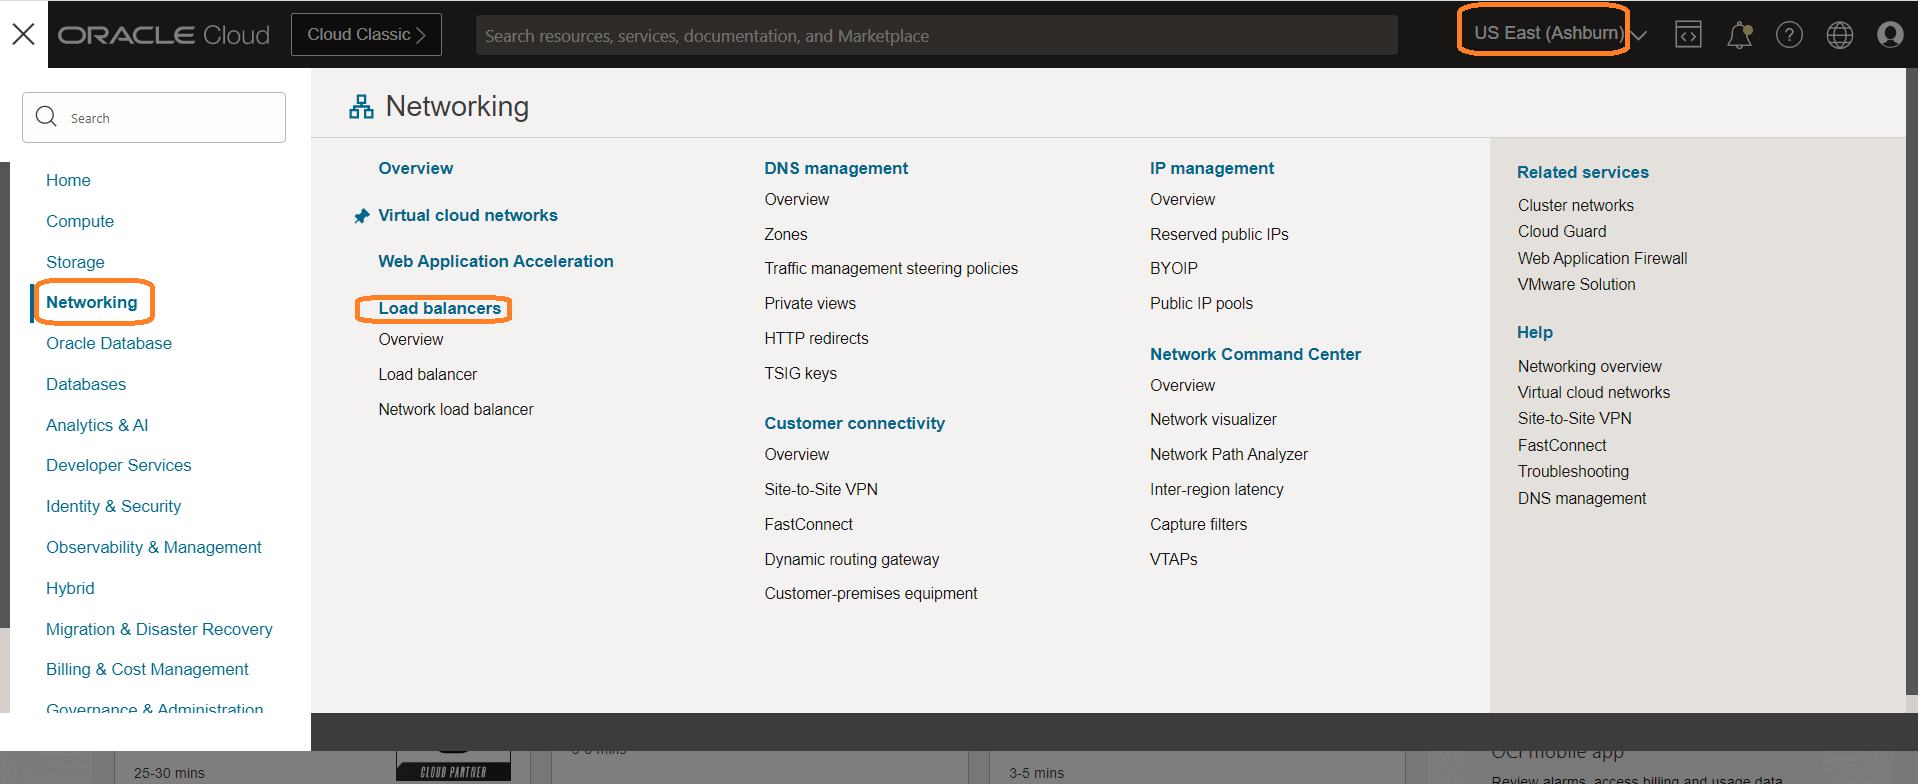 ORACLE Cloud
Cloud Classic
Search resources, services, documentation, and Marketplace
US East (Ashburn)
Search
Home
Compute
Storage
Networking
Oracle Database
Databases
Analytics & AI
Developer Services
Identity & Security
Observability & Management
Hybrid
Migration & Disaster Recovery
Billing & Cost Management
Governance & Administration
Networking
Overview
Virtual cloud networks
Web Application Acceleration
Load balancers
Overview
Load balancer
Network load balancer
DNS management
Overview
Zones
Traffic management steering policies
Private views
HTTP redirects
TSIG keys
Customer connectivity
Overview
Site-to-Site VPN
FastConnect
Dynamic routing gateway
Customer-premises equipment
IP management
Overview
Reserved public IPs
BYOIP
Public IP pools
Network Command Center
Overview
Network visualizer
Network Path Analyzer
Inter-region latency
Capture filters
VTAPs
Related services
Cluster networks
Cloud Guard
Web Application Firewall
VMware Solution
Help
Networking overview
Virtual cloud networks
Site-to-Site VPN
FastConnect
Troubleshooting
DNS management
25-30 mins
CLOUD PARTNER
mins
3-5 mins
OCI mobile app
Review alarms, access billing and usage data